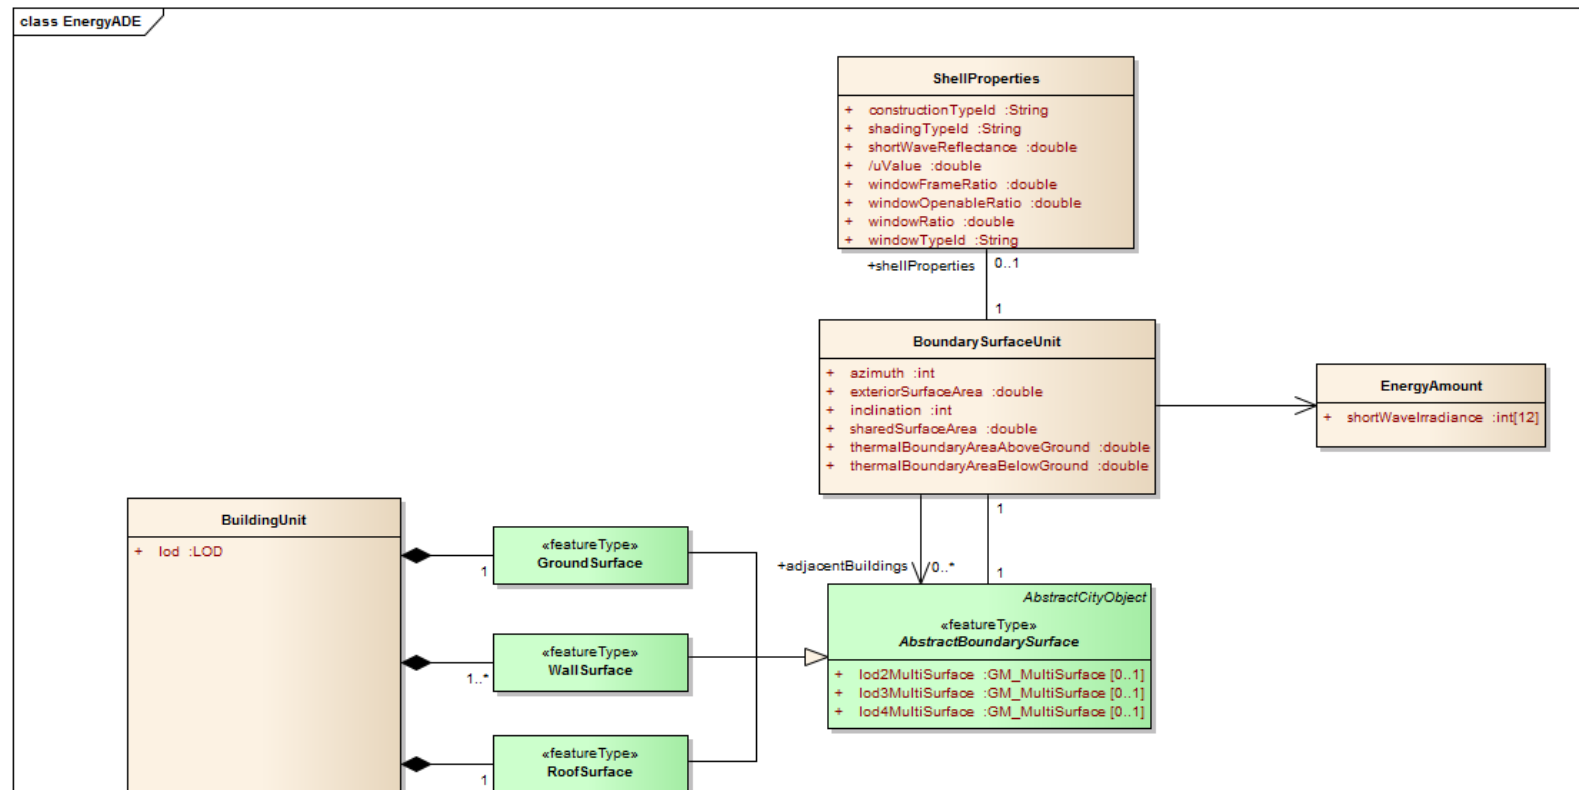 class EnergyADE
ShellProperties
+ constructionTypeId :String
+ shadingTypeId :String
+ shortWaveReflectance :double
+ /uValue :double
+ windowFrameRatio :double
+ windowOpenableRatio :double
+ windowRatio :double
+ windowTypeId :String
+shellProperties 0..1
1
BoundarySurfaceUnit
+ azimuth :int
+ exteriorSurfaceArea :double
+ inclination :int
+ sharedSurfaceArea :double
+ thermalBoundaryAreaAboveGround :double
+ thermalBoundaryAreaBelowGround :double
EnergyAmount
+ shortWaveIrradiance :int[12]
1
+adjacentBuildings 0..*
1
BuildingUnit
+ lod :LOD
«featureType»
GroundSurface
1
«featureType»
WallSurface
1..*
«featureType»
RoofSurface
1
AbstractCityObject
«featureType»
AbstractBoundarySurface
+ lod2MultiSurface :GM_MultiSurface [0..1]
+ lod3MultiSurface :GM_MultiSurface [0..1]
+ lod4MultiSurface :GM_MultiSurface [0..1]